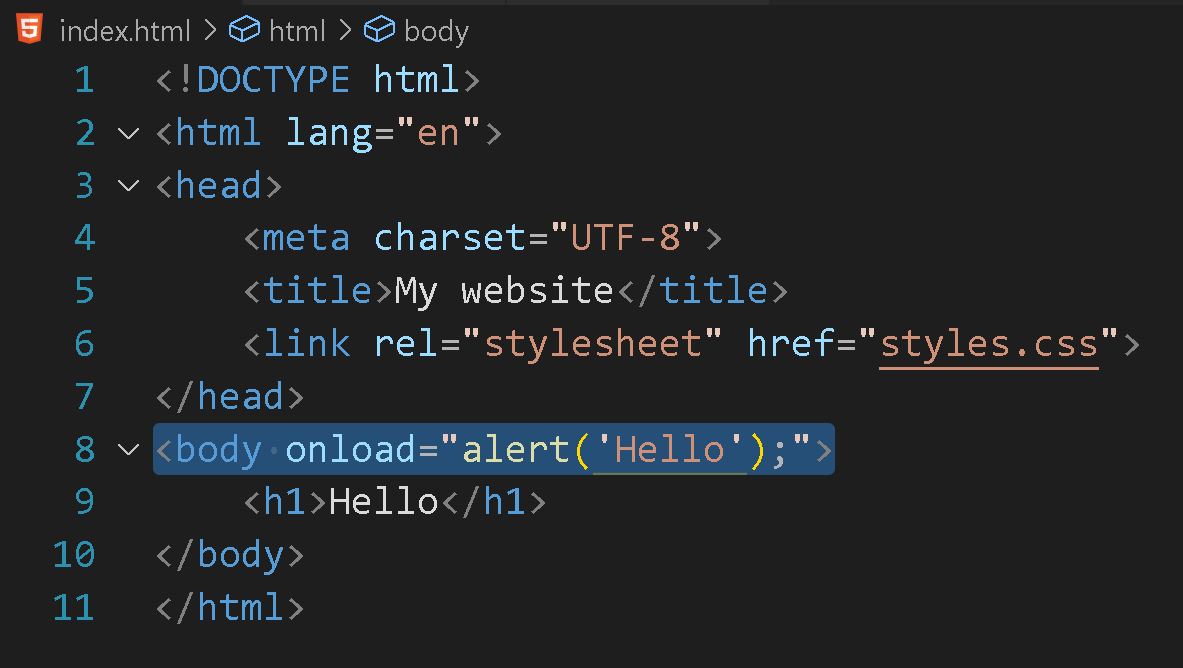 index.html > html > body
1 <!DOCTYPE html>
2 <html lang="en">
3 <head>
4     <meta charset="UTF-8">
5     <title>My website</title>
6     <link rel="stylesheet" href="styles.css">
7 </head>
8 <body onload="alert('Hello');">
9     <h1>Hello</h1>
10 </body>
11 </html>